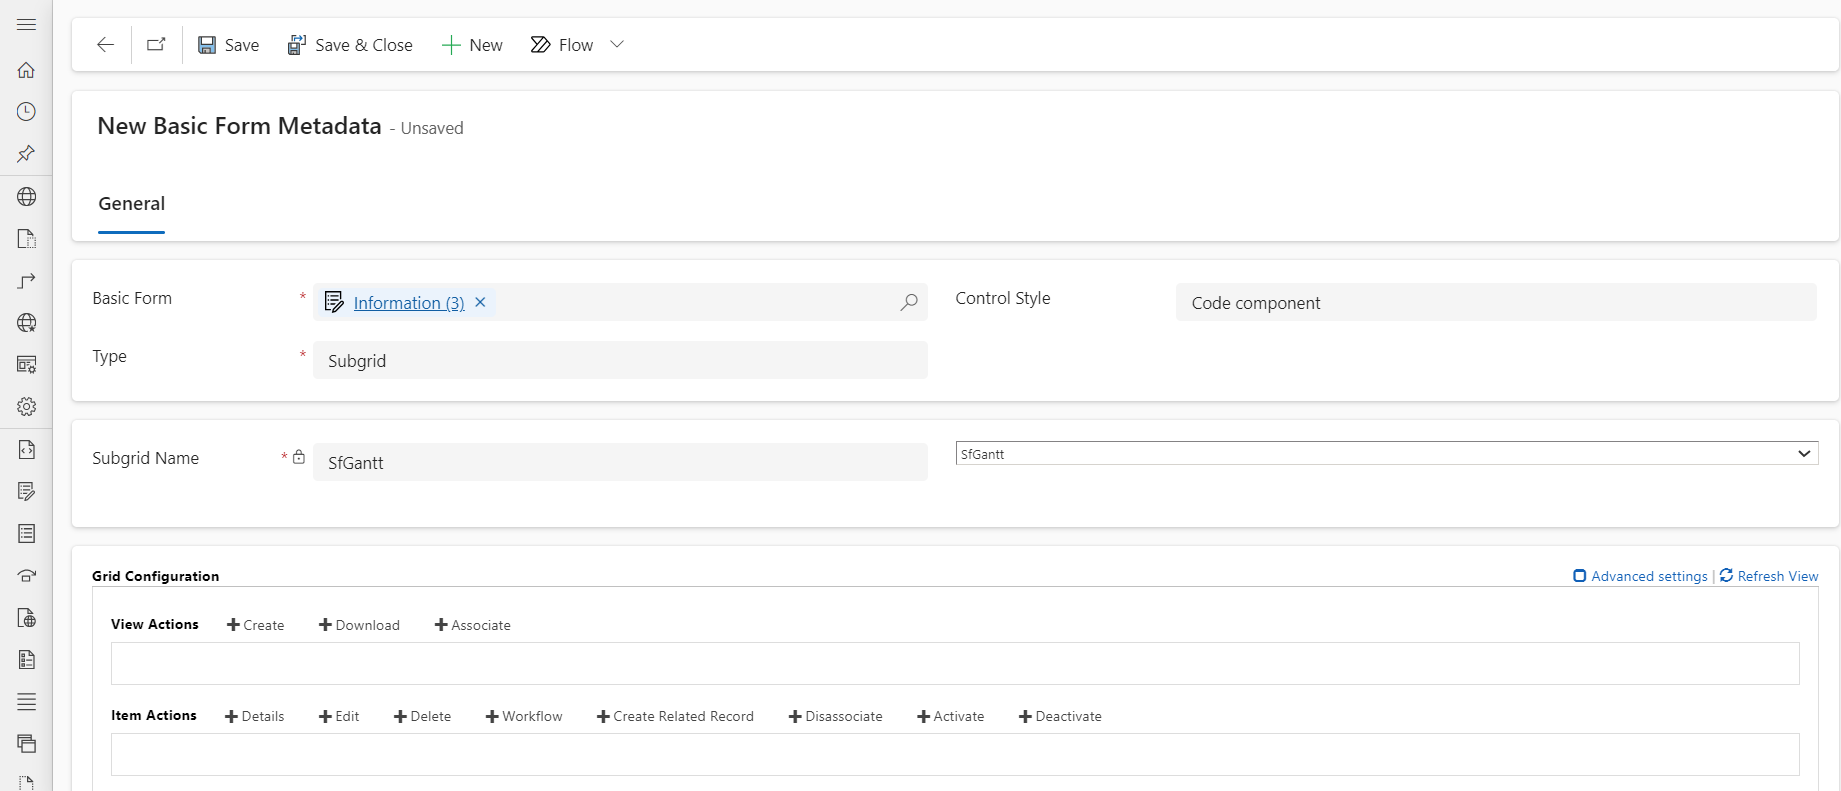 Save Save & Close New Flow
New Basic Form Metadata - Unsaved
General
Basic Form * Information (3) Control Style Code component
Type * Subgrid
Subgrid Name * SfGantt SfGantt
Grid Configuration Advanced settings | Refresh View
View Actions Create Download Associate
Item Actions Details Edit Delete Workflow Create Related Record Disassociate Activate Deactivate